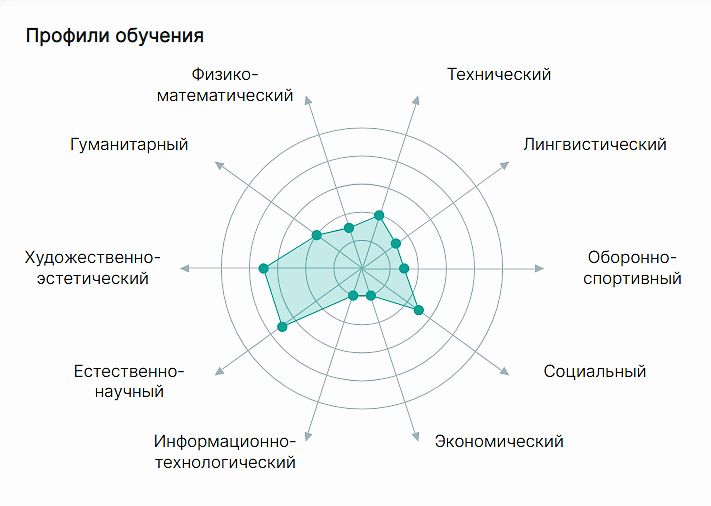 Профили обучения
Физико-
математический
Технический
Гуманитарный
Лингвистический
Художественно-
эстетический
Оборонно-
спортивный
Естественно-
научный
Социальный
Информационно-
технологический
Экономический